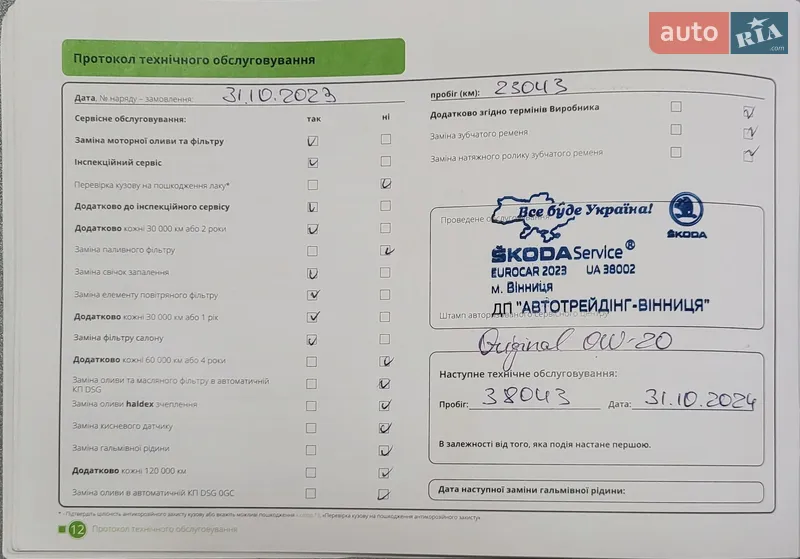 auto RIA .com
Протокол технічного обслуговування
Дата, № наряду – замовлення: 31.10.2023
пробіг (км): 23043
Сервісне обслуговування: так ні
Заміна моторної оливи та фільтру
Інспекційний сервіс
Перевірка кузову на пошкодження лаку*
Додатково до інспекційного сервісу
Додатково кожні 30 000 км або 2 роки
Заміна паливного фільтру
Заміна свічок запалення
Заміна елементу повітряного фільтру
Додатково кожні 30 000 км або 1 рік
Заміна фільтру салону
Додатково кожні 60 000 км або 4 роки
Заміна оливи та масляного фільтру в автоматичній
КП DSG
Заміна оливи haldex зчеплення
Заміна кисневого датчику
Заміна гальмівної рідини
Додатково кожні 120 000 км
Заміна оливи в автоматичній КП DSG 0GC
Додатково згідно термінів Виробника
Заміна зубчатого ременя
Заміна натяжного ролику зубчатого ременя
Проведене обслуговування
Все буде Україна!
ŠKODA
ŠKODA Service®
EUROCAR 2023 UA 38002
м. Вінниця
ДП "АВТОТРЕЙДІНГ-ВІННИЦЯ"
Штамп авторизованого сервісного центру
Original 0W-20
Наступне технічне обслуговування:
Пробіг: 38043 Дата: 31.10.2024
В залежності від того, яка подія настане першою.
Дата наступної заміни гальмівної рідини:
12 Протокол технічного обслуговування